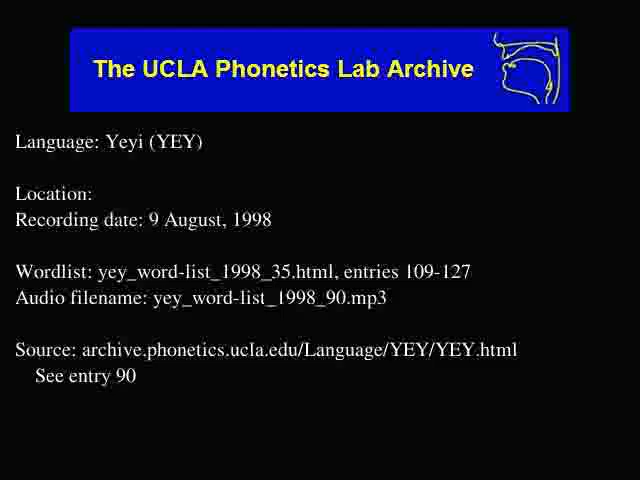 The UCLA Phonetics Lab Archive
Language: Yeyi (YEY)
Location:
Recording date: 9 August, 1998
Wordlist: yey_word-list_1998_35.html, entries 109-127
Audio filename: yey_word-list_1998_90.mp3
Source: archive.phonetics.ucla.edu/Language/YEY/YEY.html
See entry 90